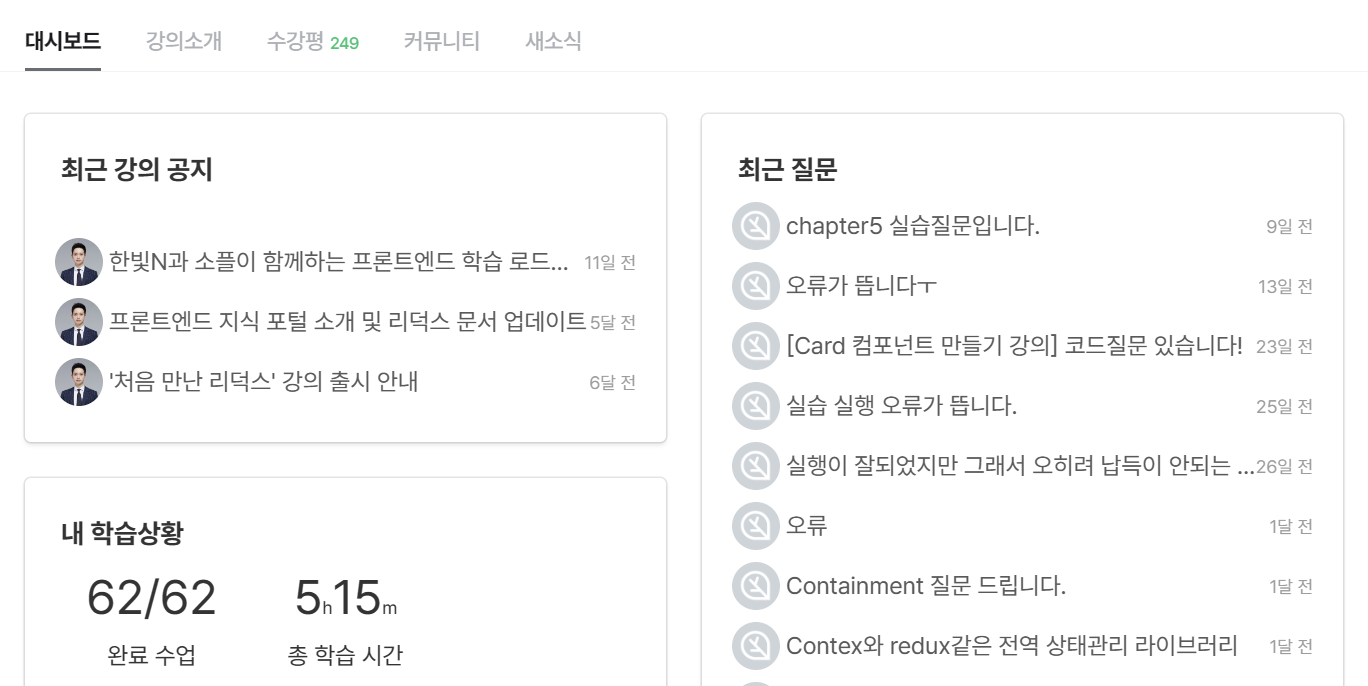 대시보드 강의소개 수강평 249 커뮤니티 새소식
최근 강의 공지
한빛N과 소플이 함께하는 프론트엔드 학습 로드... 11일 전
프론트엔드 지식 포털 소개 및 리덕스 문서 업데이트 5달 전
'처음 만난 리덕스' 강의 출시 안내 6달 전
내 학습상황
62/62 5h15m
완료 수업 총 학습 시간
최근 질문
chapter5 실습질문입니다. 9일 전
오류가 뜹니다ㅜ 13일 전
[Card 컴포넌트 만들기 강의] 코드질문 있습니다! 23일 전
실습 실행 오류가 뜹니다. 25일 전
실행이 잘되었지만 그래서 오히려 납득이 안되는 ... 26일 전
오류 1달 전
Containment 질문 드립니다. 1달 전
Contex와 redux같은 전역 상태관리 라이브러리 1달 전